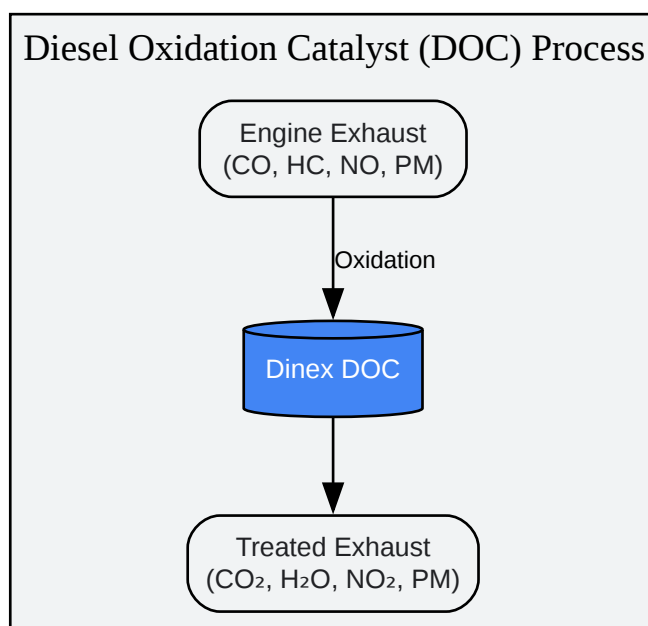 Diesel Oxidation Catalyst (DOC) Process
Engine Exhaust
(CO, HC, NO, PM)
Oxidation
Dinex DOC
Treated Exhaust
(CO₂, H₂O, NO₂, PM)